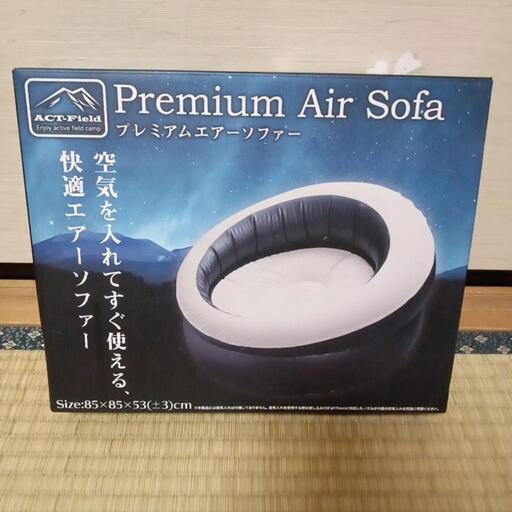 ACT-Field
Enjoy active field camp
Premium Air Sofa
プレミアムエアーソファー
空気を入れてすぐ使える、
快適エアーソファー
Size:85×85×53(±3)cm